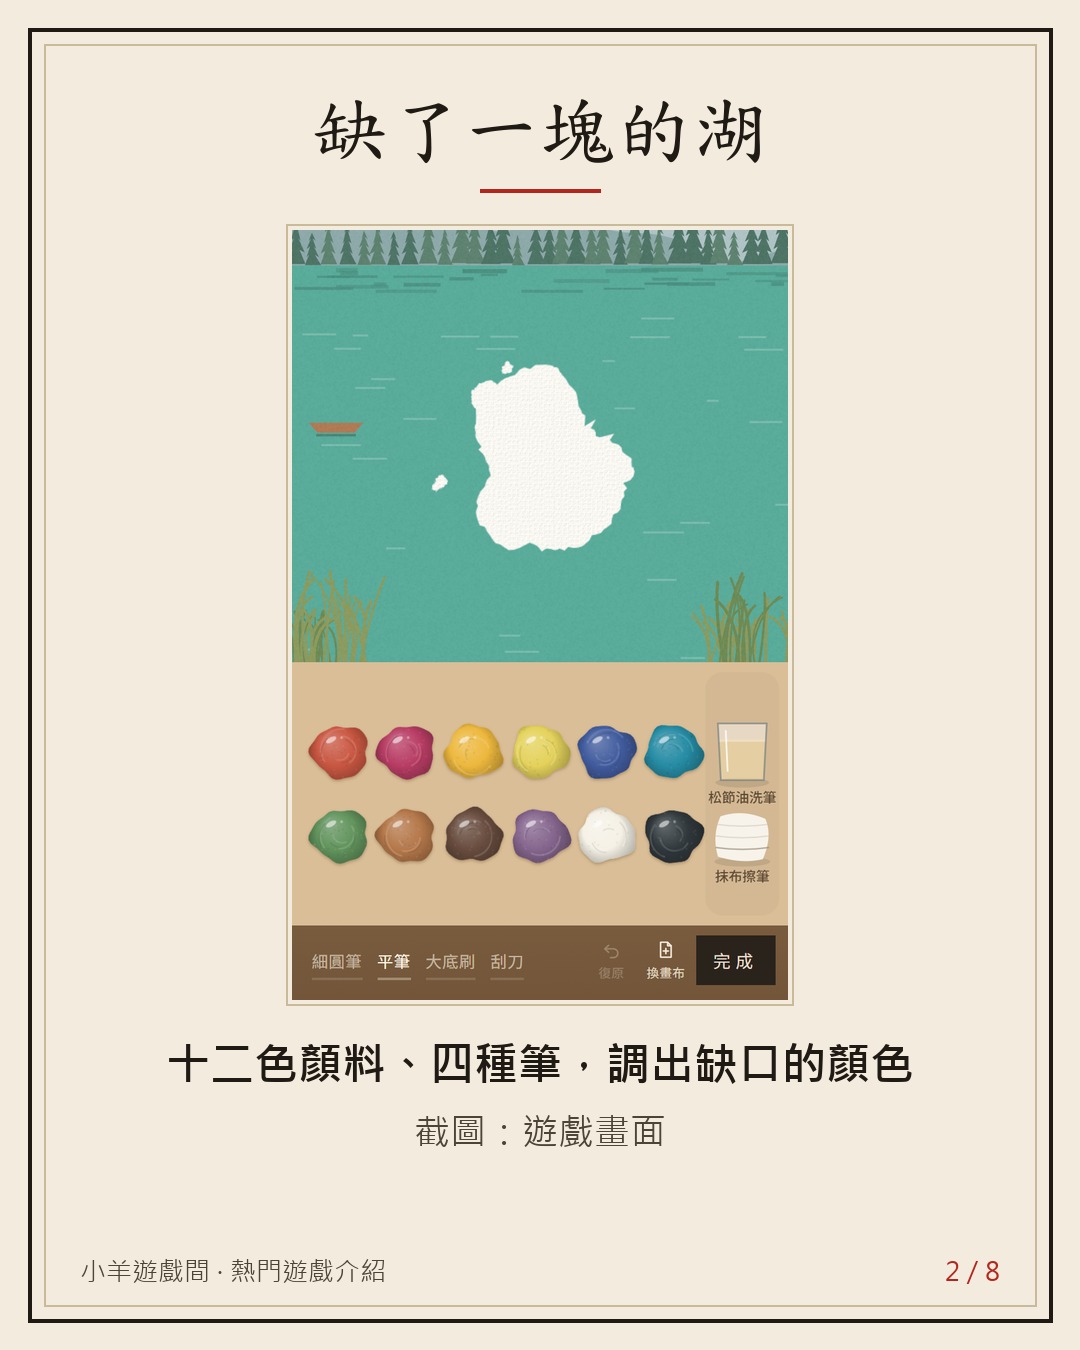 缺了一塊的湖
松節油洗筆
抹布擦筆
細圓筆 平筆 大底刷 刮刀 復原 換畫布 完成
十二色顏料、四種筆，調出缺口的顏色
截圖：遊戲畫面
小羊遊戲間·熱門遊戲介紹 2/8